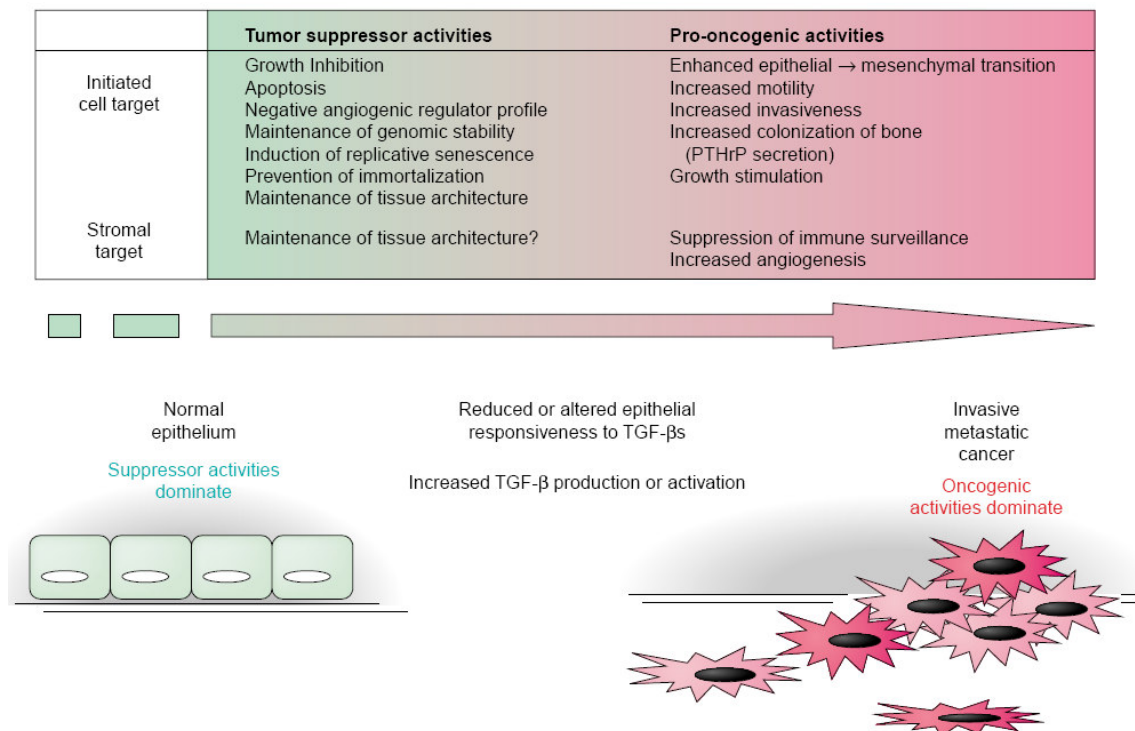 Tumor suppressor activities
Pro-oncogenic activities
Initiated
cell target
Growth Inhibition
Apoptosis
Negative angiogenic regulator profile
Maintenance of genomic stability
Induction of replicative senescence
Prevention of immortalization
Maintenance of tissue architecture
Enhanced epithelial → mesenchymal transition
Increased motility
Increased invasiveness
Increased colonization of bone
(PTHrP secretion)
Growth stimulation
Stromal
target
Maintenance of tissue architecture?
Suppression of immune surveillance
Increased angiogenesis
Normal
epithelium
Suppressor activities
dominate
Reduced or altered epithelial
responsiveness to TGF-βs
Increased TGF-β production or activation
Invasive
metastatic
cancer
Oncogenic
activities dominate